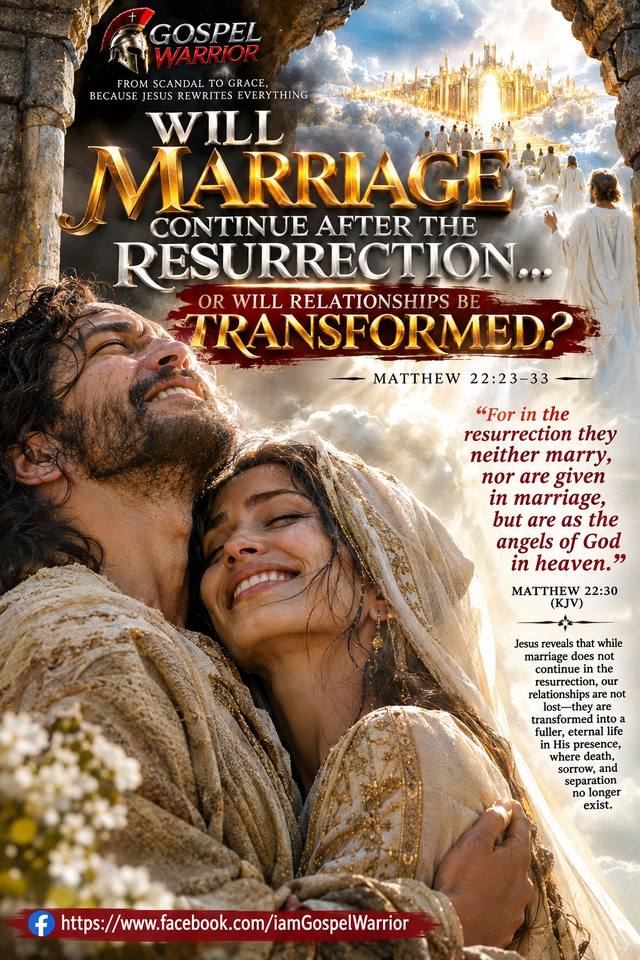 GOSPEL
WARRIOR
FROM SCANDAL TO GRACE,
BECAUSE JESUS REWRITES EVERYTHING
WILL
MARRIAGE
CONTINUE AFTER THE
RESURRECTION...
OR WILL RELATIONSHIPS BE
TRANSFORMED?
MATTHEW 22:23–33
“For in the
resurrection they
neither marry,
nor are given
in marriage,
but are as the
angels of God
in heaven.”
MATTHEW 22:30
(KJV)
Jesus reveals that while
marriage does not
continue in the
resurrection, our
relationships are not
lost—they are
transformed into a
fuller, eternal life
in His presence,
where death,
sorrow, and
separation
no longer
exist.
https://www.facebook.com/iamGospelWarrior